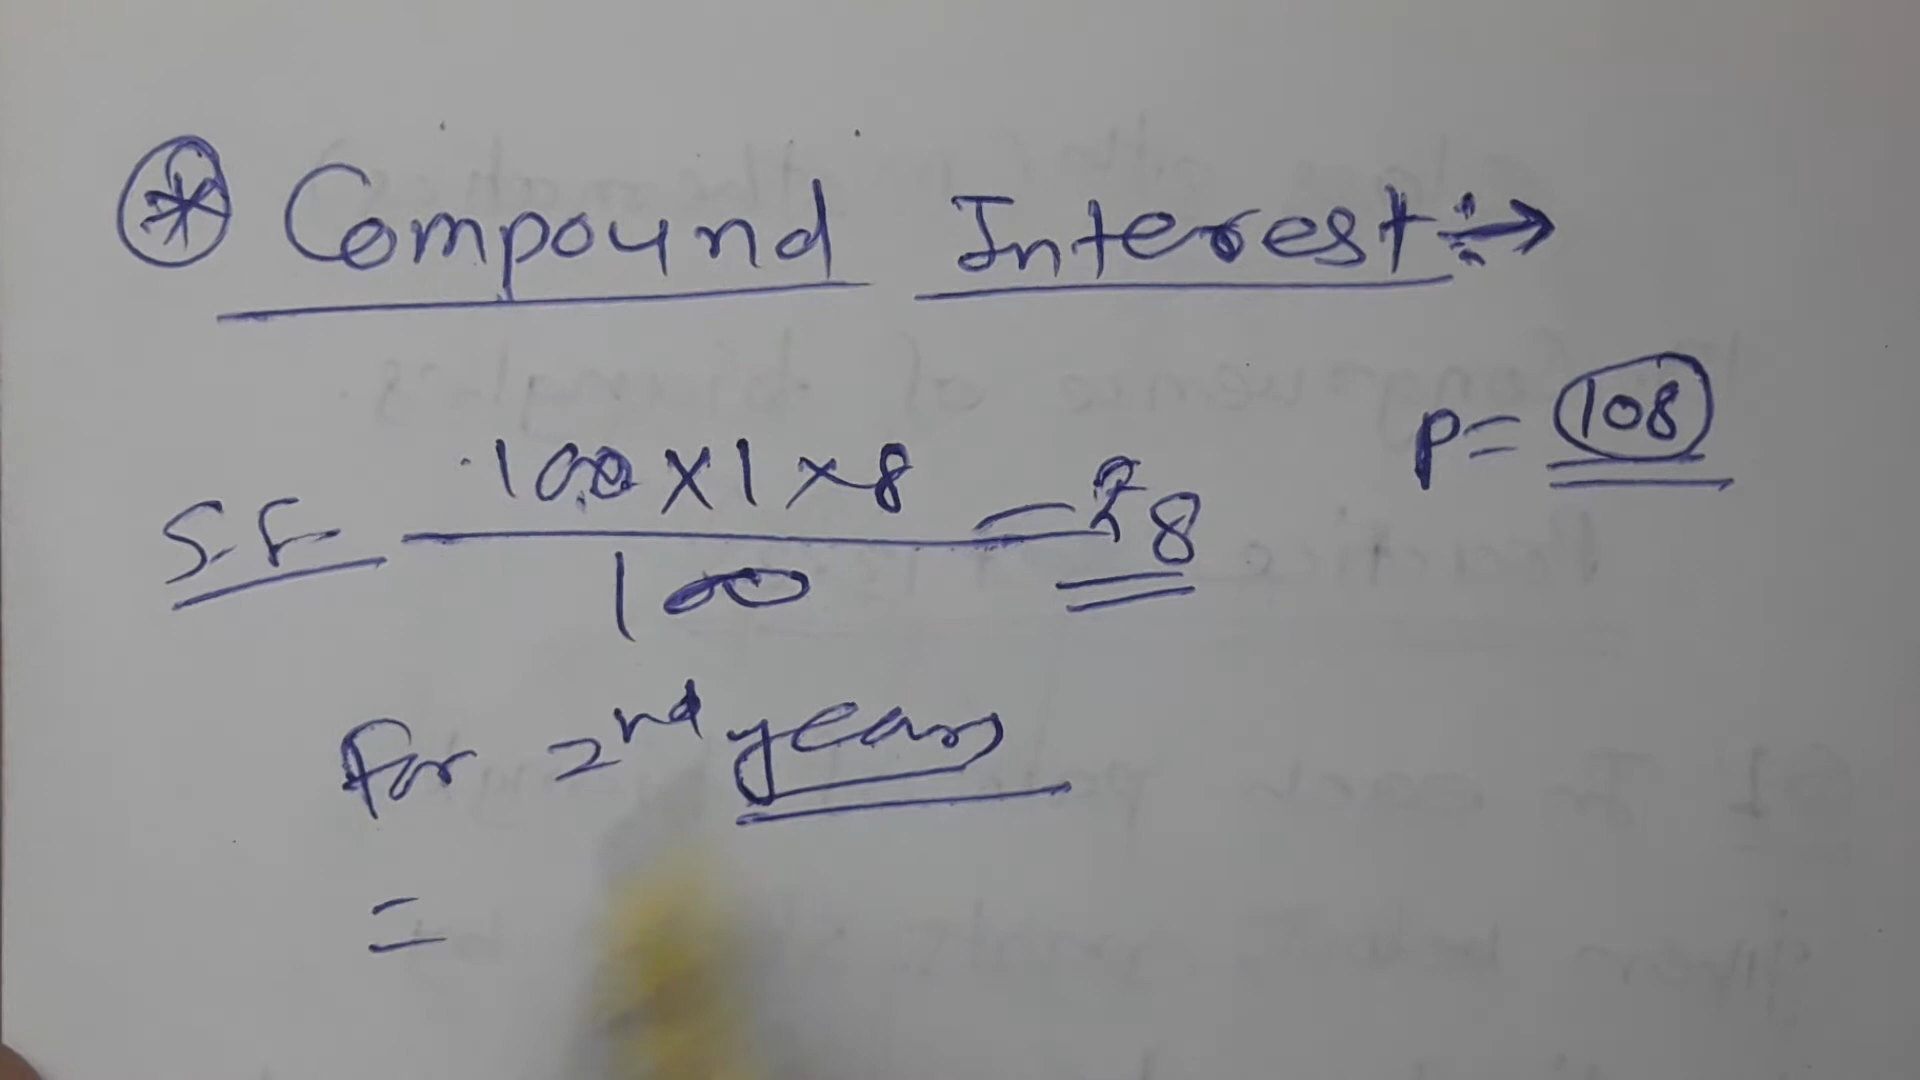 * Compound Interest :→
P= 108
S.I= 100×1×8 = ₹8
100
For 2nd years
=